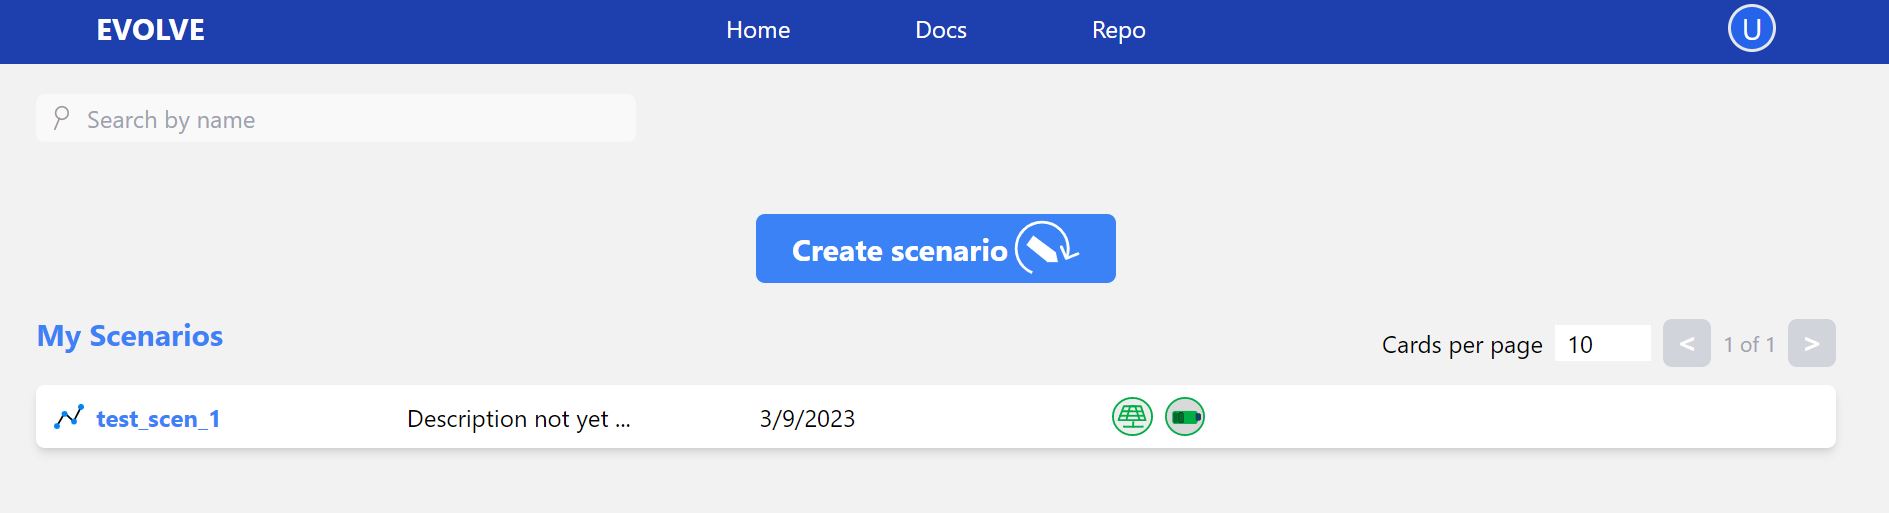 EVOLVE Home Docs Repo U
Search by name
Create scenario
My Scenarios
Cards per page 10 < 1 of 1 >
test_scen_1 Description not yet ... 3/9/2023